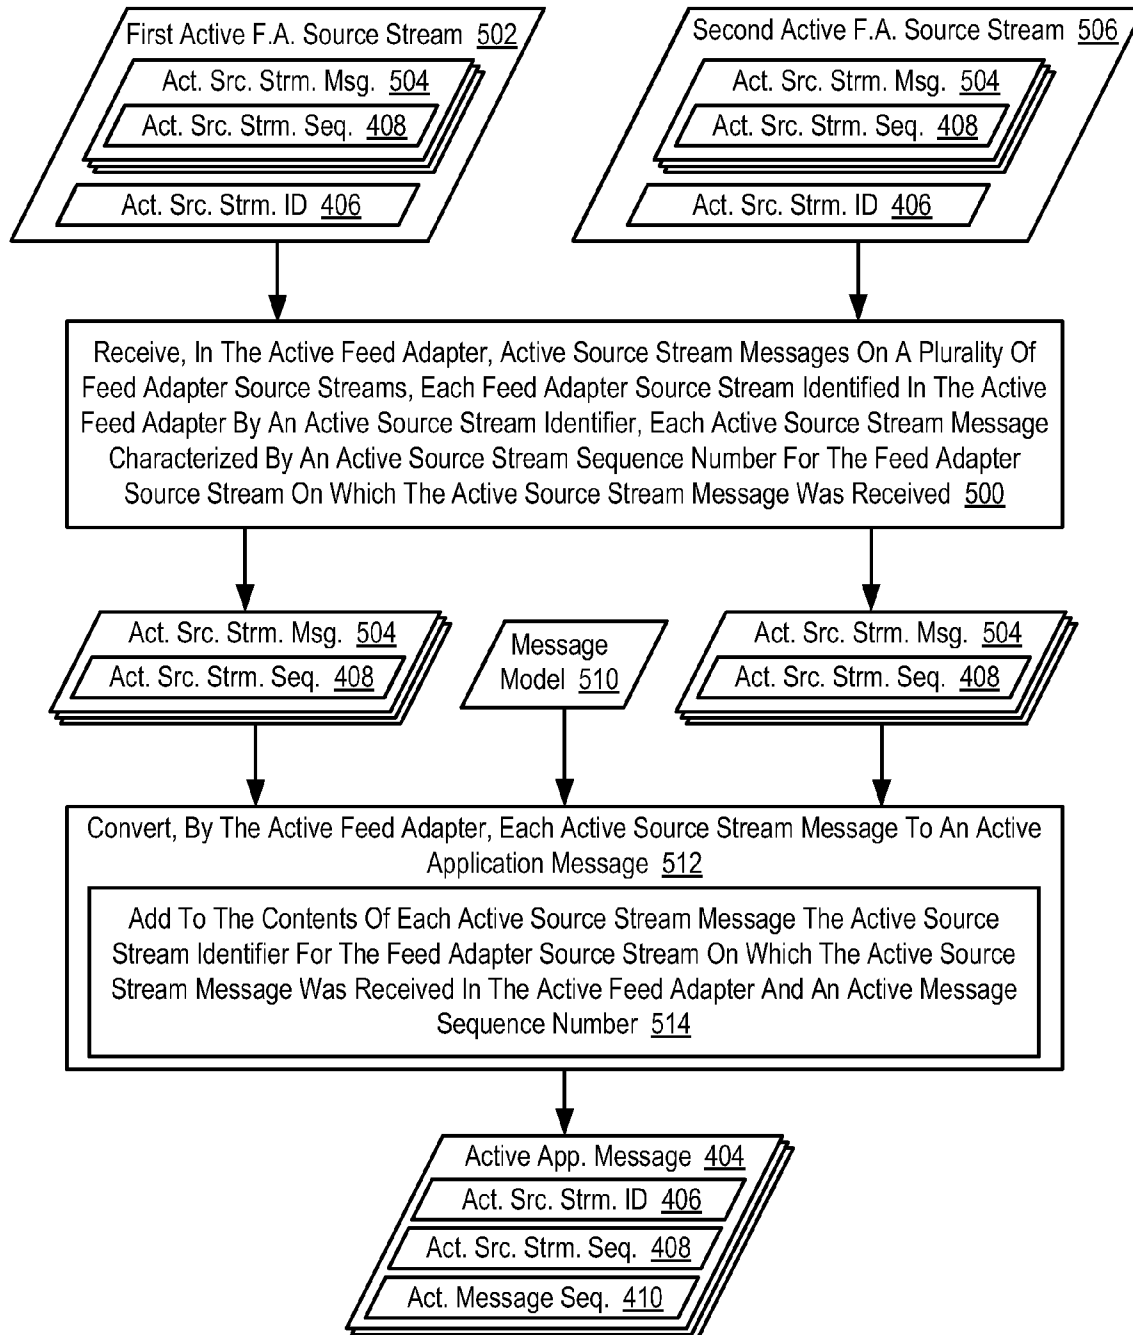 First Active F.A. Source Stream 502
Act. Src. Strm. Msg. 504
Act. Src. Strm. Seq. 408
Act. Src. Strm. ID 406
Second Active F.A. Source Stream 506
Act. Src. Strm. Msg. 504
Act. Src. Strm. Seq. 408
Act. Src. Strm. ID 406
Receive, In The Active Feed Adapter, Active Source Stream Messages On A Plurality Of
Feed Adapter Source Streams, Each Feed Adapter Source Stream Identified In The Active
Feed Adapter By An Active Source Stream Identifier, Each Active Source Stream Message
Characterized By An Active Source Stream Sequence Number For The Feed Adapter
Source Stream On Which The Active Source Stream Message Was Received 500
Act. Src. Strm. Msg. 504
Act. Src. Strm. Seq. 408
Message
Model 510
Act. Src. Strm. Msg. 504
Act. Src. Strm. Seq. 408
Convert, By The Active Feed Adapter, Each Active Source Stream Message To An Active
Application Message 512
Add To The Contents Of Each Active Source Stream Message The Active Source
Stream Identifier For The Feed Adapter Source Stream On Which The Active Source
Stream Message Was Received In The Active Feed Adapter And An Active Message
Sequence Number 514
Active App. Message 404
Act. Src. Strm. ID 406
Act. Src. Strm. Seq. 408
Act. Message Seq. 410